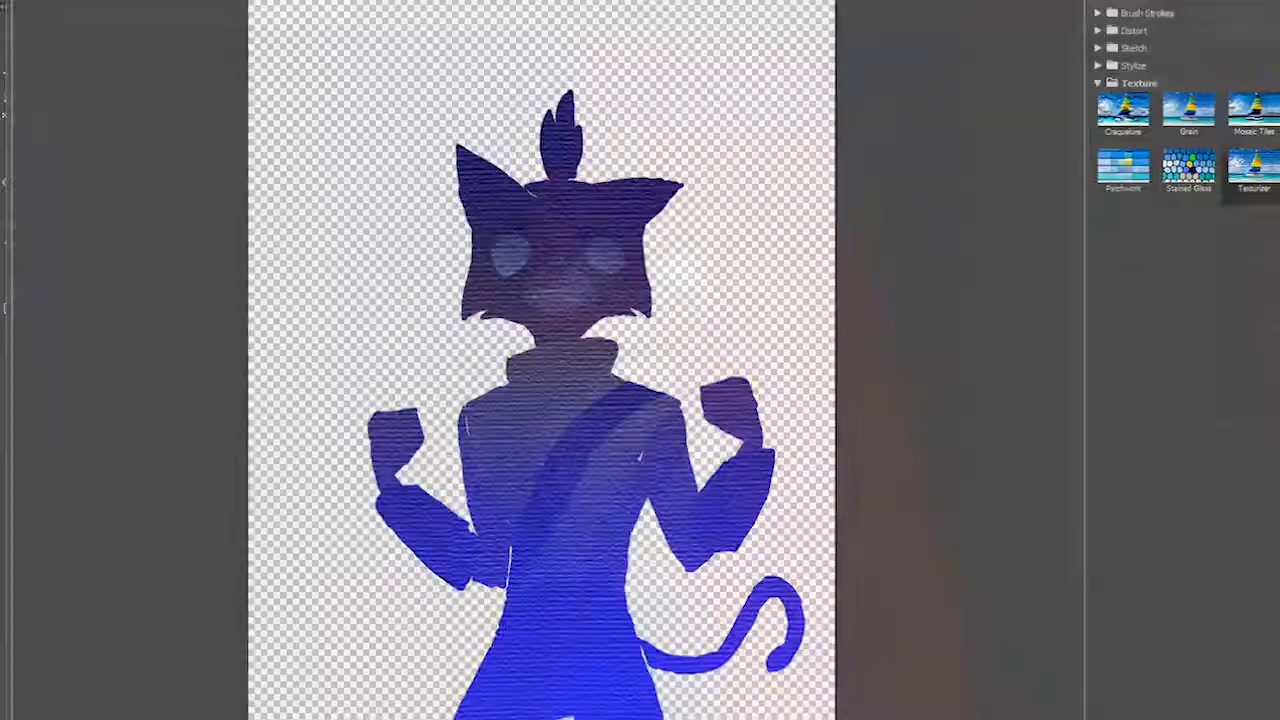 Brush Strokes
Distort
Sketch
Stylize
Texture
Craquelure Grain Mosaic Tiles
Patchwork Stained Glass Texturizer